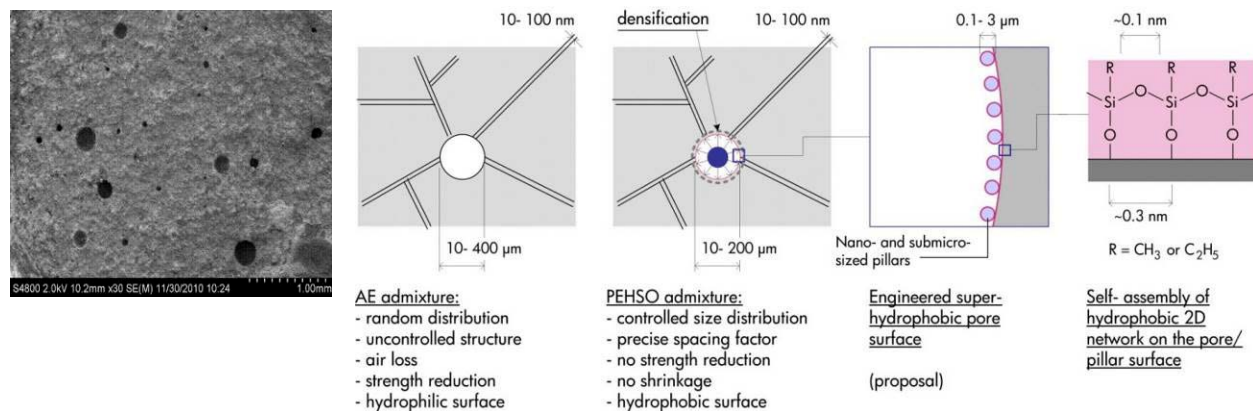 S4800 2.0kV 10.2mm x30 SE(M) 11/30/2010 10:24
1.00mm
10- 100 nm
10- 400 µm
AE admixture:
- random distribution
- uncontrolled structure
- air loss
- strength reduction
- hydrophilic surface
densification
10- 100 nm
10- 200 µm
PEHSO admixture:
- controlled size distribution
- precise spacing factor
- no strength reduction
- no shrinkage
- hydrophobic surface
0.1- 3 µm
Nano- and submicro-
sized pillars
Engineered super-
hydrophobic pore
surface
(proposal)
~0.1 nm
R R R
Si O Si O Si
O O O
~0.3 nm
R = CH₃ or C₂H₅
Self- assembly of
hydrophobic 2D
network on the pore/
pillar surface